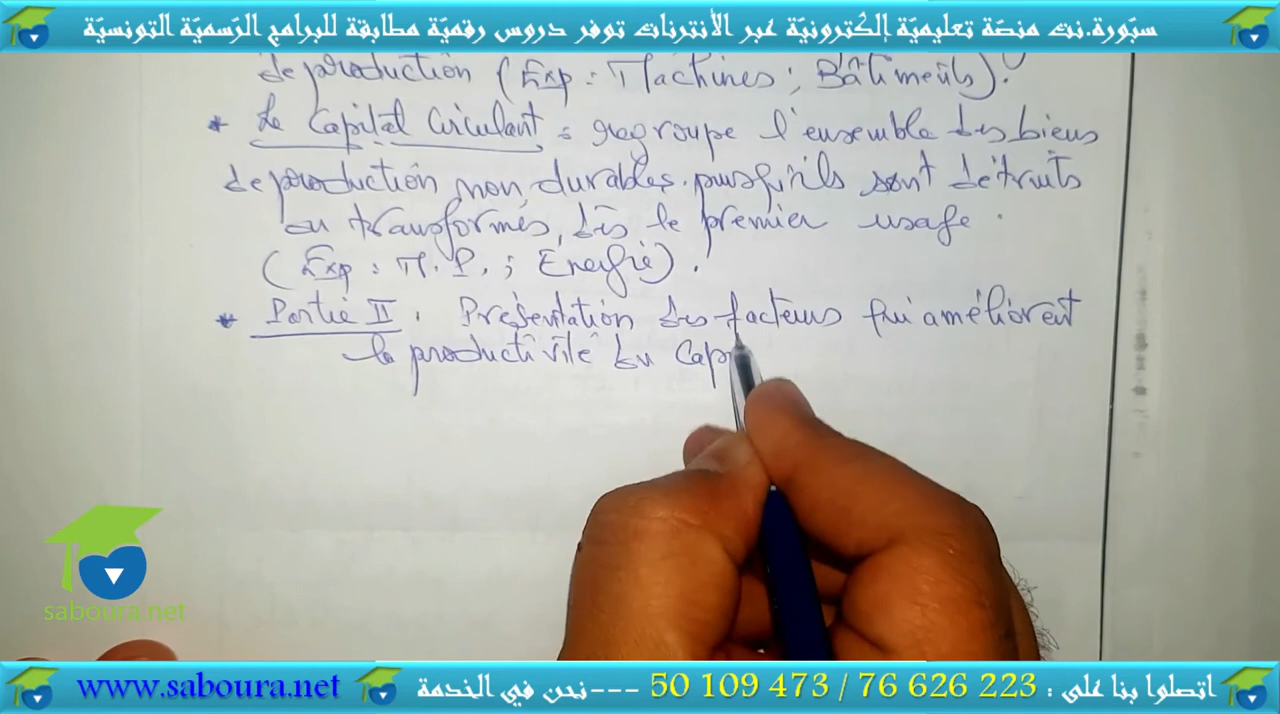 سبّورة.نت منصّة تعليميّة إلكترونيّة عبر الأنترنات توفر دروس رقميّة مطابقة للبرامج الرّسميّة التونسيّة
de production (Exp : Machines ; Bâtiments).
* Le Capital Circulant : regroupe l'ensemble des biens
de production non durables. puisqu'ils sont détruits
ou transformés, dès le premier usage.
(Exp : M.P. ; Energie).
* Partie II : Présentation des facteurs qui améliorent
la productivité du Cap
saboura.net
www.saboura.net اتصلوا بنا على : 50 109 473 / 76 626 223 ---نحن في الخدمة